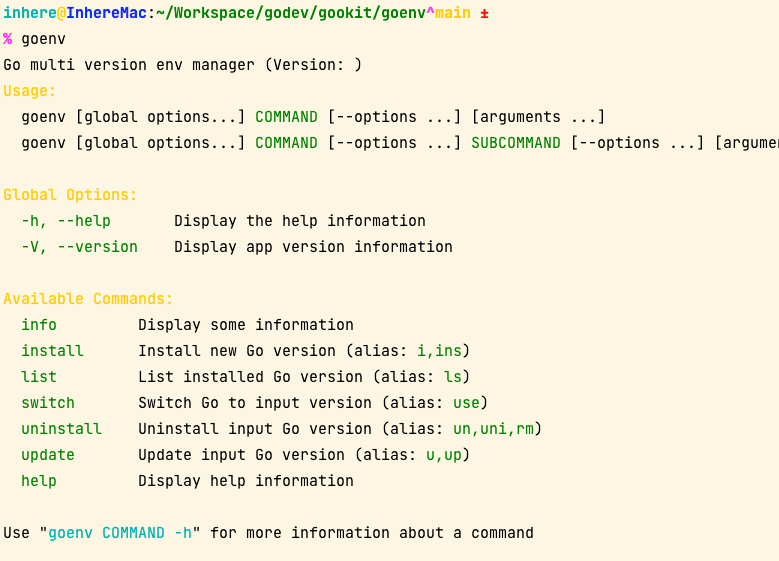 inhere@InhereMac:~/Workspace/godev/gookit/goenv^main ±
% goenv
Go multi version env manager (Version: )
Usage:
  goenv [global options...] COMMAND [--options ...] [arguments ...]
  goenv [global options...] COMMAND [--options ...] SUBCOMMAND [--options ...] [argume
Global Options:
  -h, --help       Display the help information
  -V, --version    Display app version information
Available Commands:
  info         Display some information
  install      Install new Go version (alias: i,ins)
  list         List installed Go version (alias: ls)
  switch       Switch Go to input version (alias: use)
  uninstall    Uninstall input Go version (alias: un,uni,rm)
  update       Update input Go version (alias: u,up)
  help         Display help information
Use "goenv COMMAND -h" for more information about a command